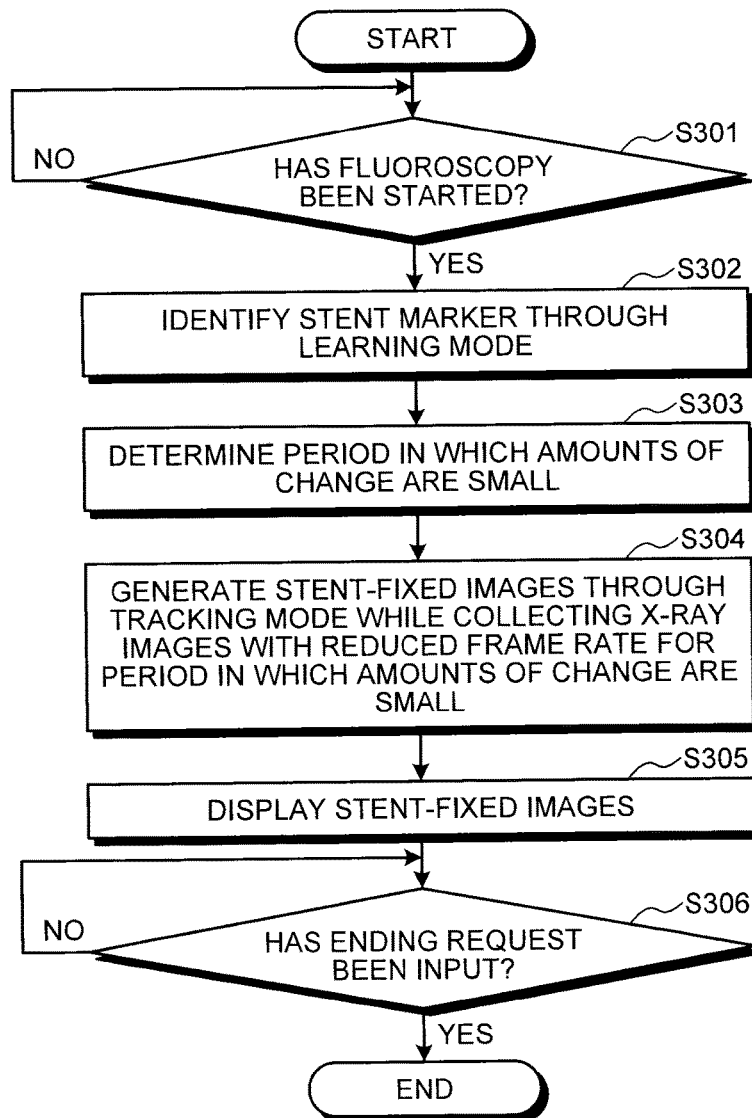 START
S301
NO
HAS FLUOROSCOPY
BEEN STARTED?
YES
S302
IDENTIFY STENT MARKER THROUGH
LEARNING MODE
S303
DETERMINE PERIOD IN WHICH AMOUNTS OF
CHANGE ARE SMALL
S304
GENERATE STENT-FIXED IMAGES THROUGH
TRACKING MODE WHILE COLLECTING X-RAY
IMAGES WITH REDUCED FRAME RATE FOR
PERIOD IN WHICH AMOUNTS OF CHANGE ARE
SMALL
S305
DISPLAY STENT-FIXED IMAGES
S306
NO
HAS ENDING REQUEST
BEEN INPUT?
YES
END